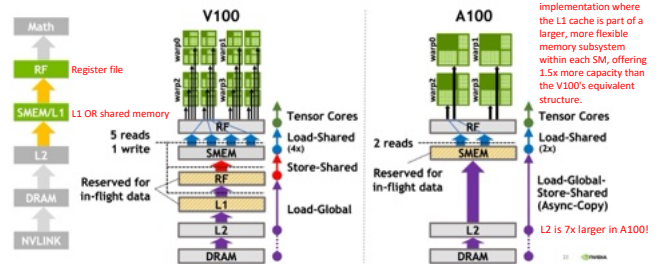 V100
A100
implementation where
the L1 cache is part of a
larger, more flexible
memory subsystem
within each SM, offering
1.5x more capacity than
the V100's equivalent
structure.
Math
RF
Register file
SMEM/L1
L1 OR shared memory
L2
DRAM
NVLINK
warp0
warp1
warp2
warp3
RF
5 reads
1 write
SMEM
RF
Reserved for
in-flight data
L1
L2
DRAM
Tensor Cores
Load-Shared
(4x)
Store-Shared
Load-Global
warp0
warp1
warp2
warp3
RF
2 reads
SMEM
Reserved for
in-flight data
L2
DRAM
Tensor Cores
Load-Shared
(2x)
Load-Global-
Store-Shared
(Async-Copy)
L2 is 7x larger in A100!
NVIDIA